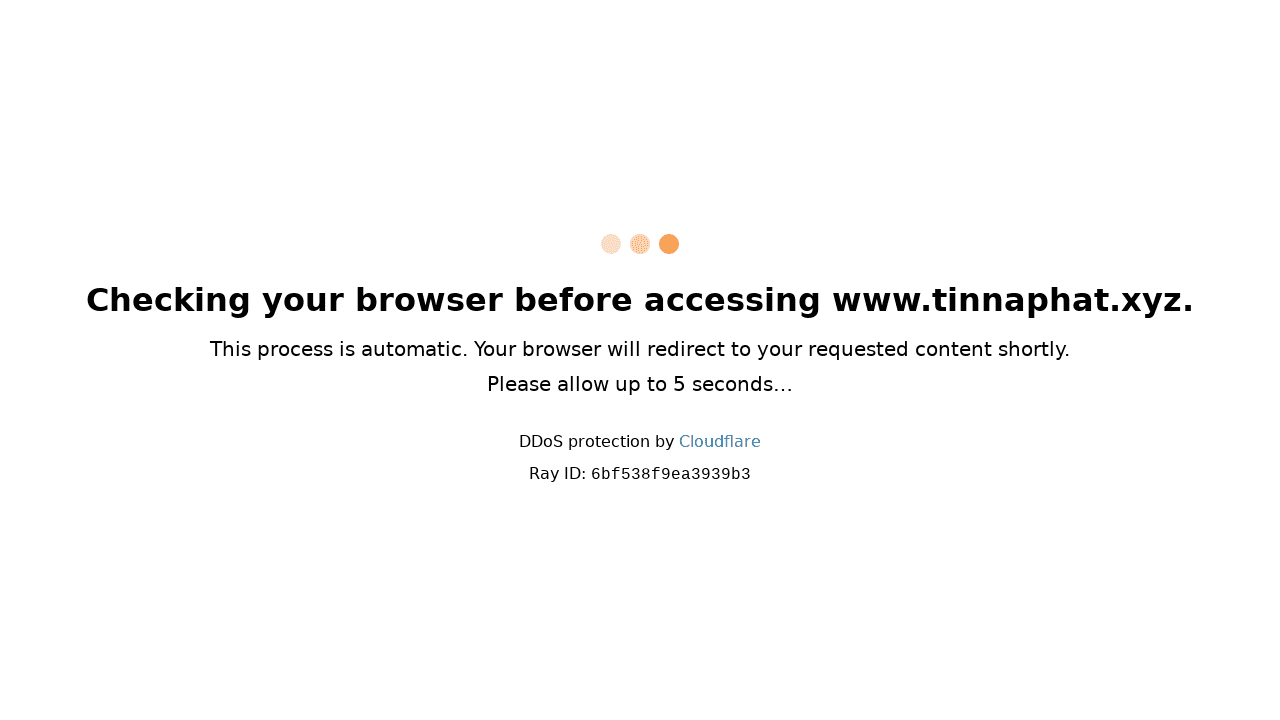 Checking your browser before accessing www.tinnaphat.xyz.
This process is automatic. Your browser will redirect to your requested content shortly.
Please allow up to 5 seconds…
DDoS protection by Cloudflare
Ray ID: 6bf538f9ea3939b3